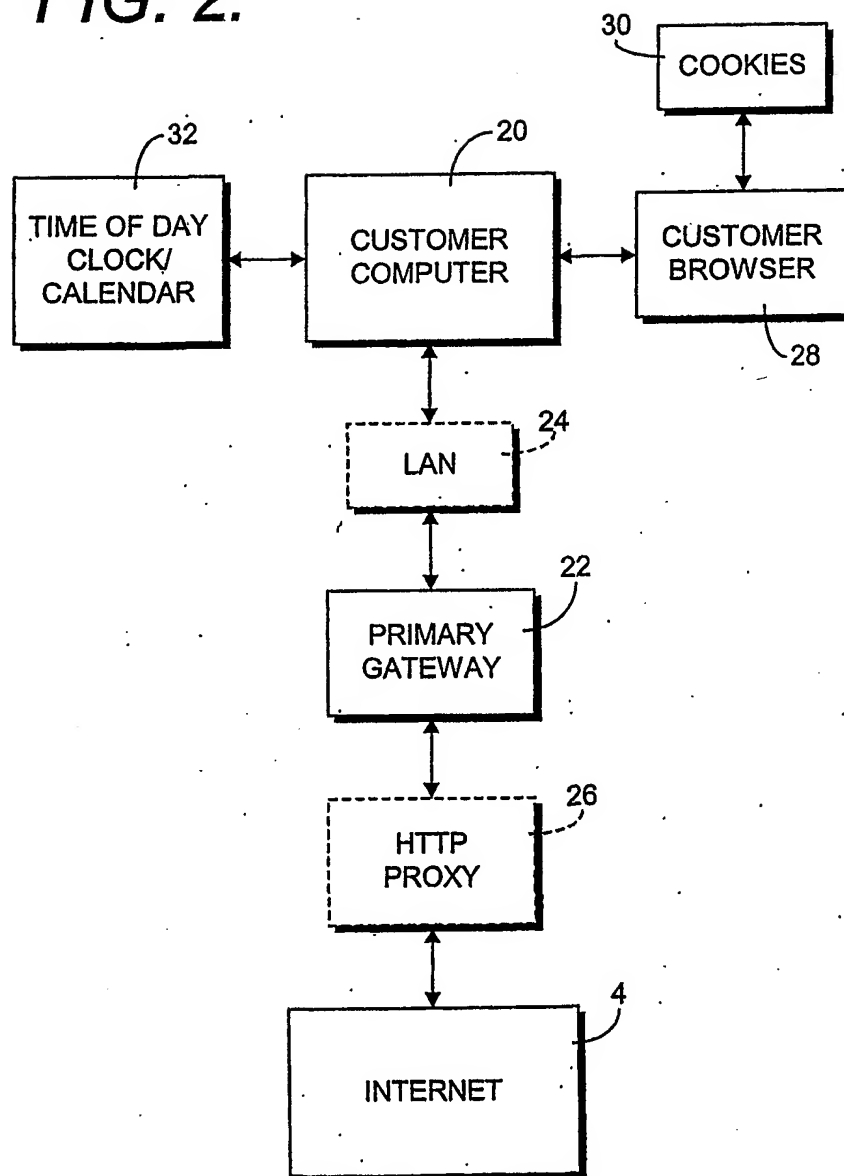 FIG. 2.
30
COOKIES
32
20
TIME OF DAY
CLOCK/
CALENDAR
CUSTOMER
COMPUTER
CUSTOMER
BROWSER
28
24
LAN
22
PRIMARY
GATEWAY
26
HTTP
PROXY
4
INTERNET